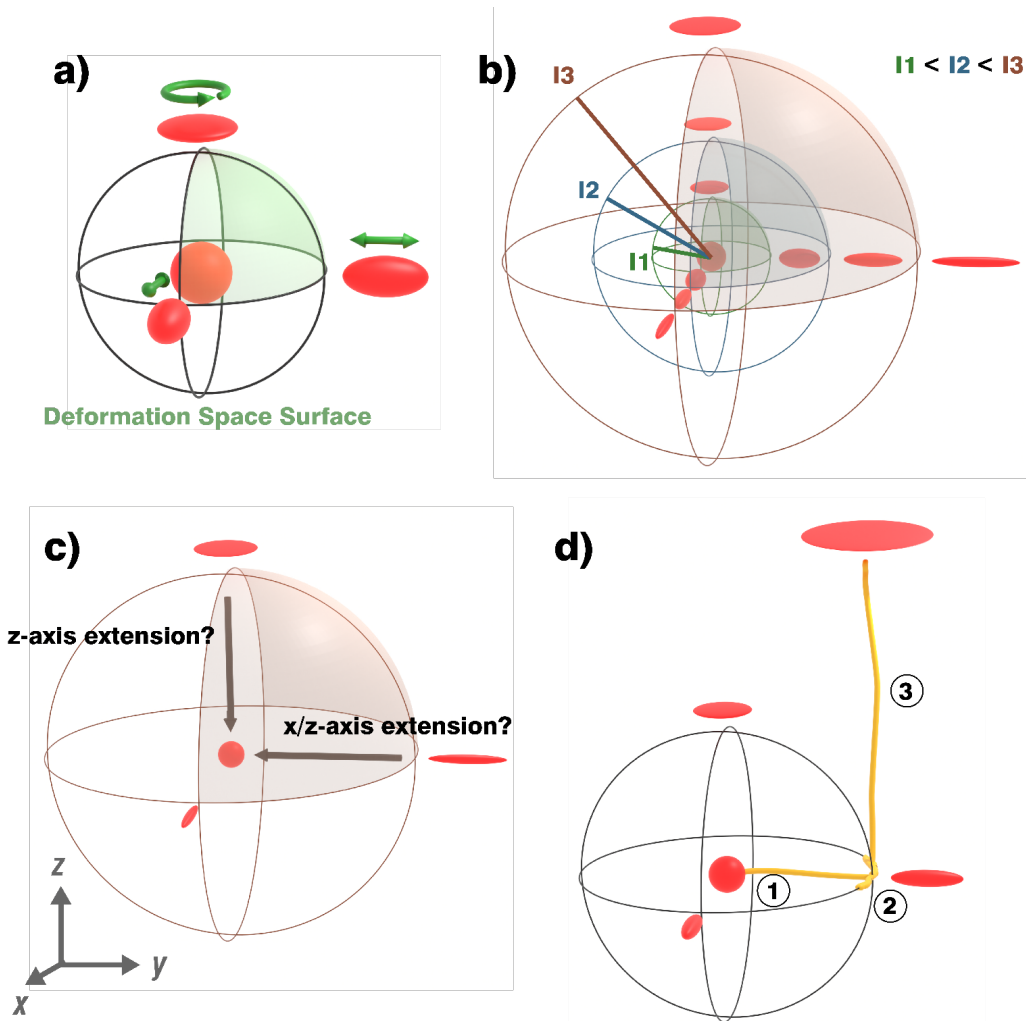 a)
Deformation Space Surface
b)
I1 < I2 < I3
I3
I2
I1
c)
z-axis extension?
x/z-axis extension?
z
y
x
d)
3
1
2